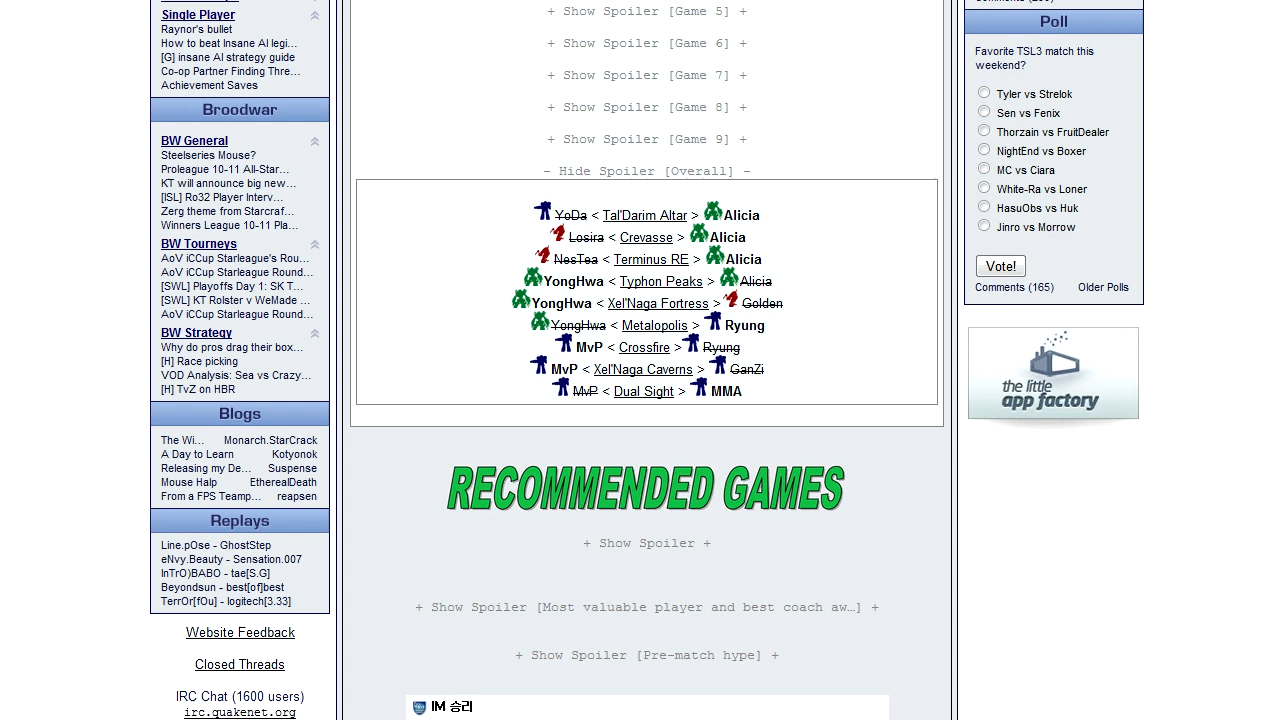 Single Player
Raynor's bullet
How to beat Insane AI legi...
[G] insane AI strategy guide
Co-op Partner Finding Thre...
Achievement Saves
Broodwar
BW General
Steelseries Mouse?
Proleague 10-11 All-Star...
KT will announce big new...
[ISL] Ro32 Player Interv...
Zerg theme from Starcraf...
Winners League 10-11 Pla...
BW Tourneys
AoV iCCup Starleague's Rou...
AoV iCCup Starleague Round...
[SWL] Playoffs Day 1: SK T...
[SWL] KT Rolster v WeMade ...
AoV iCCup Starleague Round...
BW Strategy
Why do pros drag their box...
[H] Race picking
VOD Analysis: Sea vs Crazy...
[H] TvZ on HBR
Blogs
The Wi... Monarch.StarCrack
A Day to Learn Kotyonok
Releasing my De... Suspense
Mouse Halp EtherealDeath
From a FPS Teamp... reapsen
Replays
Line.pOse - GhostStep
eNvy.Beauty - Sensation.007
InTrO)BABO - tae[S.G]
Beyondsun - best[of]best
TerrOr[fOu] - logitech[3.33]
Website Feedback
Closed Threads
IRC Chat (1600 users)
irc.quakenet.org
+ Show Spoiler [Game 5] +
+ Show Spoiler [Game 6] +
+ Show Spoiler [Game 7] +
+ Show Spoiler [Game 8] +
+ Show Spoiler [Game 9] +
- Hide Spoiler [Overall] -
YoDa < Tal'Darim Altar > Alicia
Losira < Crevasse > Alicia
NesTea < Terminus RE > Alicia
YongHwa < Typhon Peaks > Alicia
YongHwa < Xel'Naga Fortress > Golden
YongHwa < Metalopolis > Ryung
MvP < Crossfire > Ryung
MvP < Xel'Naga Caverns > GanZi
MvP < Dual Sight > MMA
RECOMMENDED GAMES
+ Show Spoiler +
+ Show Spoiler [Most valuable player and best coach aw…] +
+ Show Spoiler [Pre-match hype] +
IM 승리
Poll
Favorite TSL3 match this
weekend?
Tyler vs Strelok
Sen vs Fenix
Thorzain vs FruitDealer
NightEnd vs Boxer
MC vs Ciara
White-Ra vs Loner
HasuObs vs Huk
Jinro vs Morrow
Vote!
Comments (165) Older Polls
the little
app factory